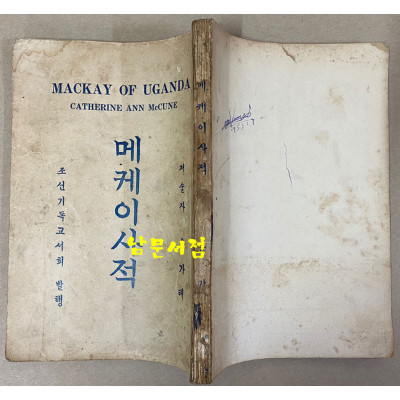 MACKAY OF UGANDA
CATHERINE ANN McCUNE
메케이사적
저술자
가태
조선기독교서회 발행
남문서점
메케이사적